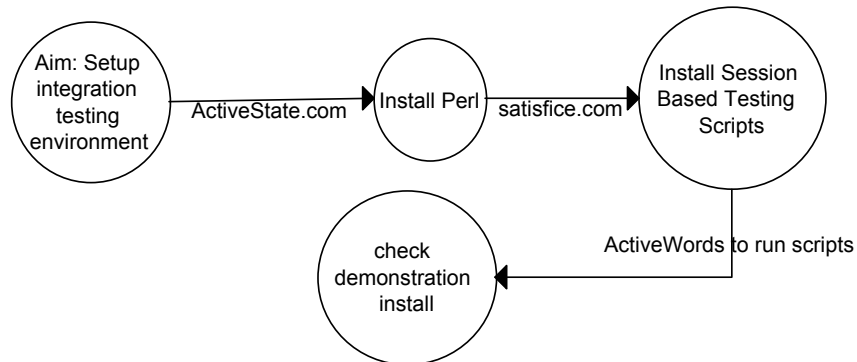 Aim: Setup
integration
testing
environment
ActiveState.com
Install Perl
satisfice.com
Install Session
Based Testing
Scripts
ActiveWords to run scripts
check
demonstration
install